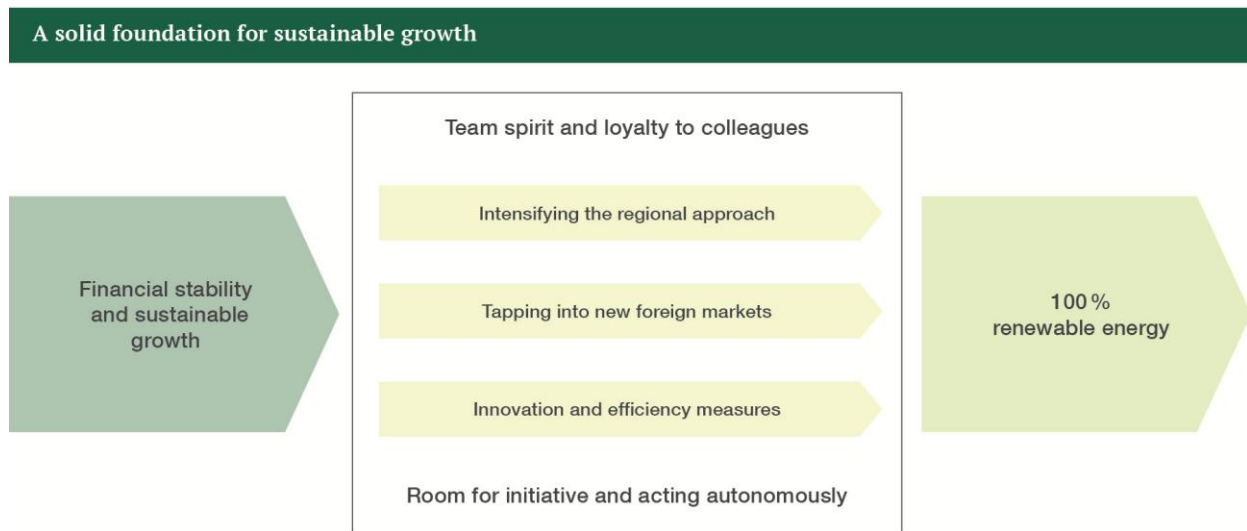 A solid foundation for sustainable growth
Team spirit and loyalty to colleagues
Financial stability
and sustainable
growth
Intensifying the regional approach
Tapping into new foreign markets
Innovation and efficiency measures
Room for initiative and acting autonomously
100 %
renewable energy